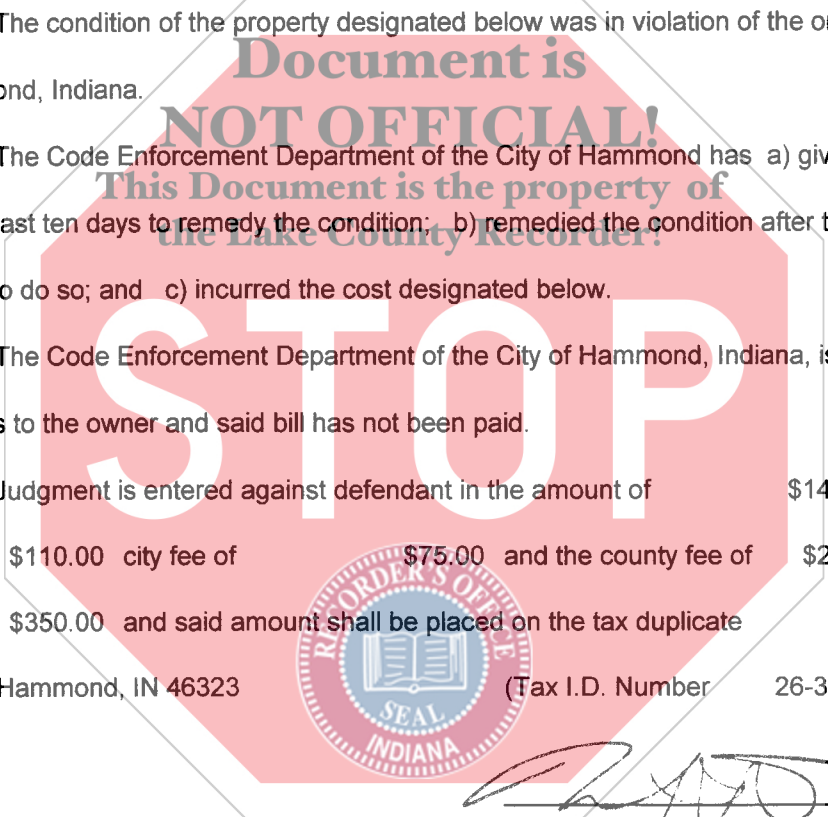 The condition of the property designated below was in violation of the o
Document is
ond, Indiana.
NOT OFFICIAL!
The Code Enforcement Department of the City of Hammond has a) giv
This Document is the property of
ast ten days to remedy the condition; b) remedied the condition after t
the Lake County Recorder!
o do so; and c) incurred the cost designated below.
STOP
The Code Enforcement Department of the City of Hammond, Indiana, is
s to the owner and said bill has not been paid.
Judgment is entered against defendant in the amount of $14
$110.00 city fee of $75.00 and the county fee of $2
$350.00 and said amount shall be placed on the tax duplicate
Hammond, IN 46323 (Tax I.D. Number 26-3
RECORDER'S OFFICE
SEAL
INDIANA